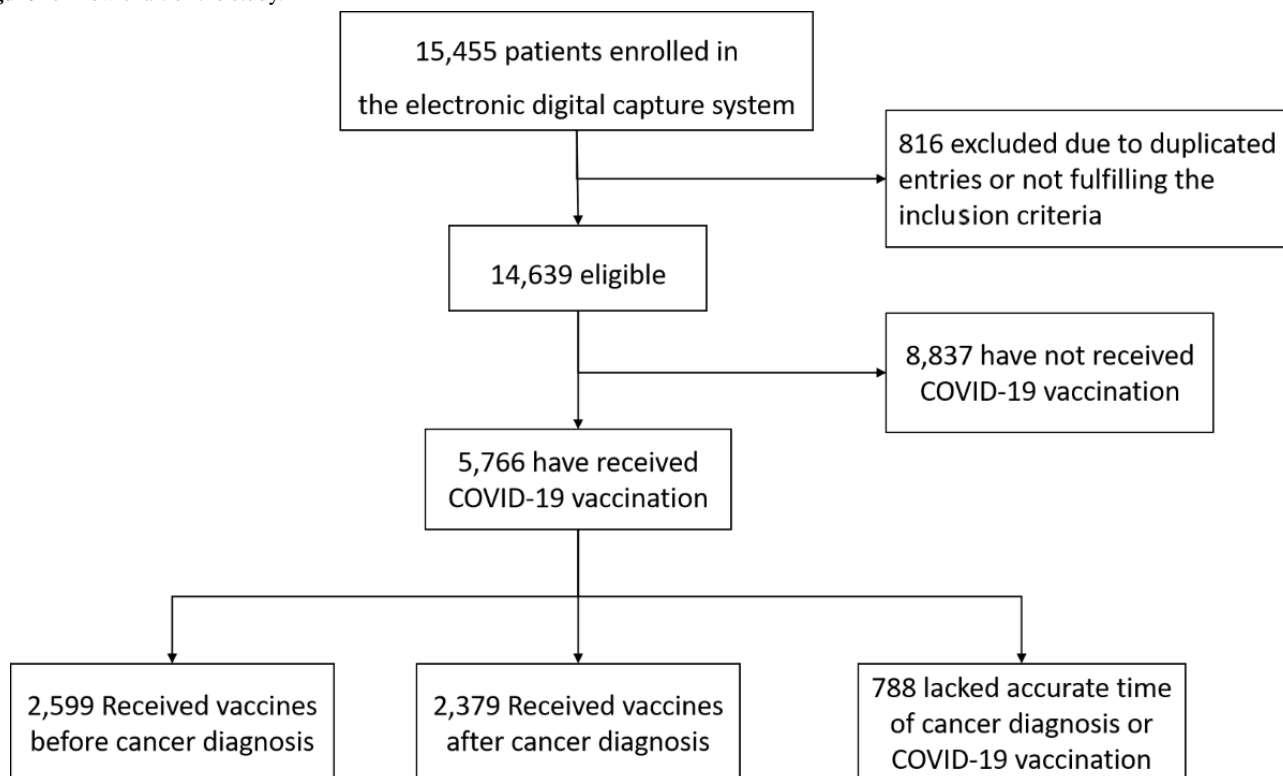 15,455 patients enrolled in
the electronic digital capture system
816 excluded due to duplicated
entries or not fulfilling the
inclusion criteria
14,639 eligible
8,837 have not received
COVID-19 vaccination
5,766 have received
COVID-19 vaccination
2,599 Received vaccines
before cancer diagnosis
2,379 Received vaccines
after cancer diagnosis
788 lacked accurate time
of cancer diagnosis or
COVID-19 vaccination